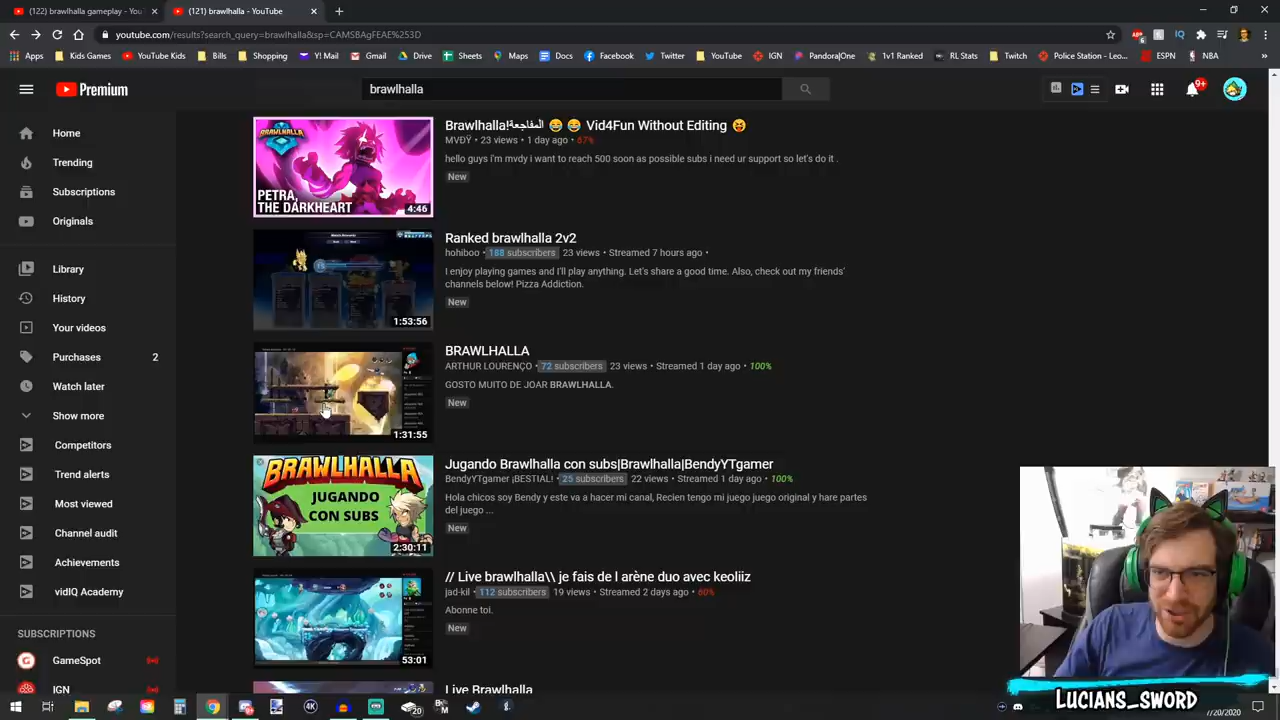 (122) brawlhalla gameplay - You
(121) brawlhalla - YouTube
youtube.com/results?search_query=brawlhalla&sp=CAMSBAgFEAE%253D
Apps Kids Games YouTube Kids Bills Shopping Y! Mail Gmail Drive Sheets Maps Docs Facebook Twitter YouTube IGN PandoraOne 1v1 Ranked RL Stats Twitch Police Station - Leo... ESPN NBA
Premium
brawlhalla
9+
Home
Trending
Subscriptions
Originals
Library
History
Your videos
Purchases 2
Watch later
Show more
Competitors
Trend alerts
Most viewed
Channel audit
Achievements
vidIQ Academy
SUBSCRIPTIONS
GameSpot
IGN
BRAWLHALLA
PETRA,
THE DARKHEART
4:46
Brawlhalla!المفاجعة 😂 😂 Vid4Fun Without Editing 😝
MVDŸ • 23 views • 1 day ago • 67%
hello guys i'm mvdy i want to reach 500 soon as possible subs i need ur support so let's do it .
New
1:53:56
Ranked brawlhalla 2v2
hohiboo • 188 subscribers 23 views • Streamed 7 hours ago •
I enjoy playing games and I'll play anything. Let's share a good time. Also, check out my friends'
channels below! Pizza Addiction.
New
1:31:55
BRAWLHALLA
ARTHUR LOURENÇO • 72 subscribers 23 views • Streamed 1 day ago • 100%
GOSTO MUITO DE JOAR BRAWLHALLA.
New
BRAWLHALLA
JUGANDO
CON SUBS
2:30:11
Jugando Brawlhalla con subs|Brawlhalla|BendyYTgamer
BendyYTgamer ¡BESTIAL! • 25 subscribers 22 views • Streamed 1 day ago • 100%
Hola chicos soy Bendy y este va a hacer mi canal, Recien tengo mi juego juego original y hare partes
del juego ...
New
53:01
// Live brawlhalla\\ je fais de l arène duo avec keoliiz
jad-kil • 112 subscribers 19 views • Streamed 2 days ago • 60%
Abonne toi.
New
Live Brawlhalla
LUCIANS_SWORD
4K
7/20/2020